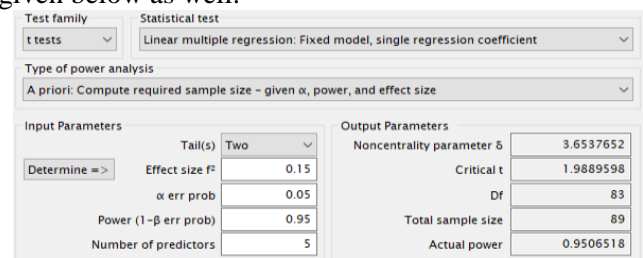 given below as well.
Test family Statistical test
t tests Linear multiple regression: Fixed model, single regression coefficient
Type of power analysis
A priori: Compute required sample size – given α, power, and effect size
Input Parameters Output Parameters
Tail(s) Two Noncentrality parameter δ 3.6537652
Determine => Effect size f² 0.15 Critical t 1.9889598
α err prob 0.05 Df 83
Power (1-β err prob) 0.95 Total sample size 89
Number of predictors 5 Actual power 0.9506518